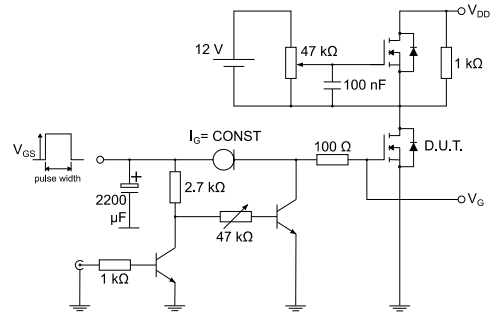 V_DD
12 V
47 kΩ
1 kΩ
100 nF
I_G= CONST
100 Ω
D.U.T.
V_GS
pulse width
+
2.7 kΩ
2200
μF
V_G
47 kΩ
1 kΩ